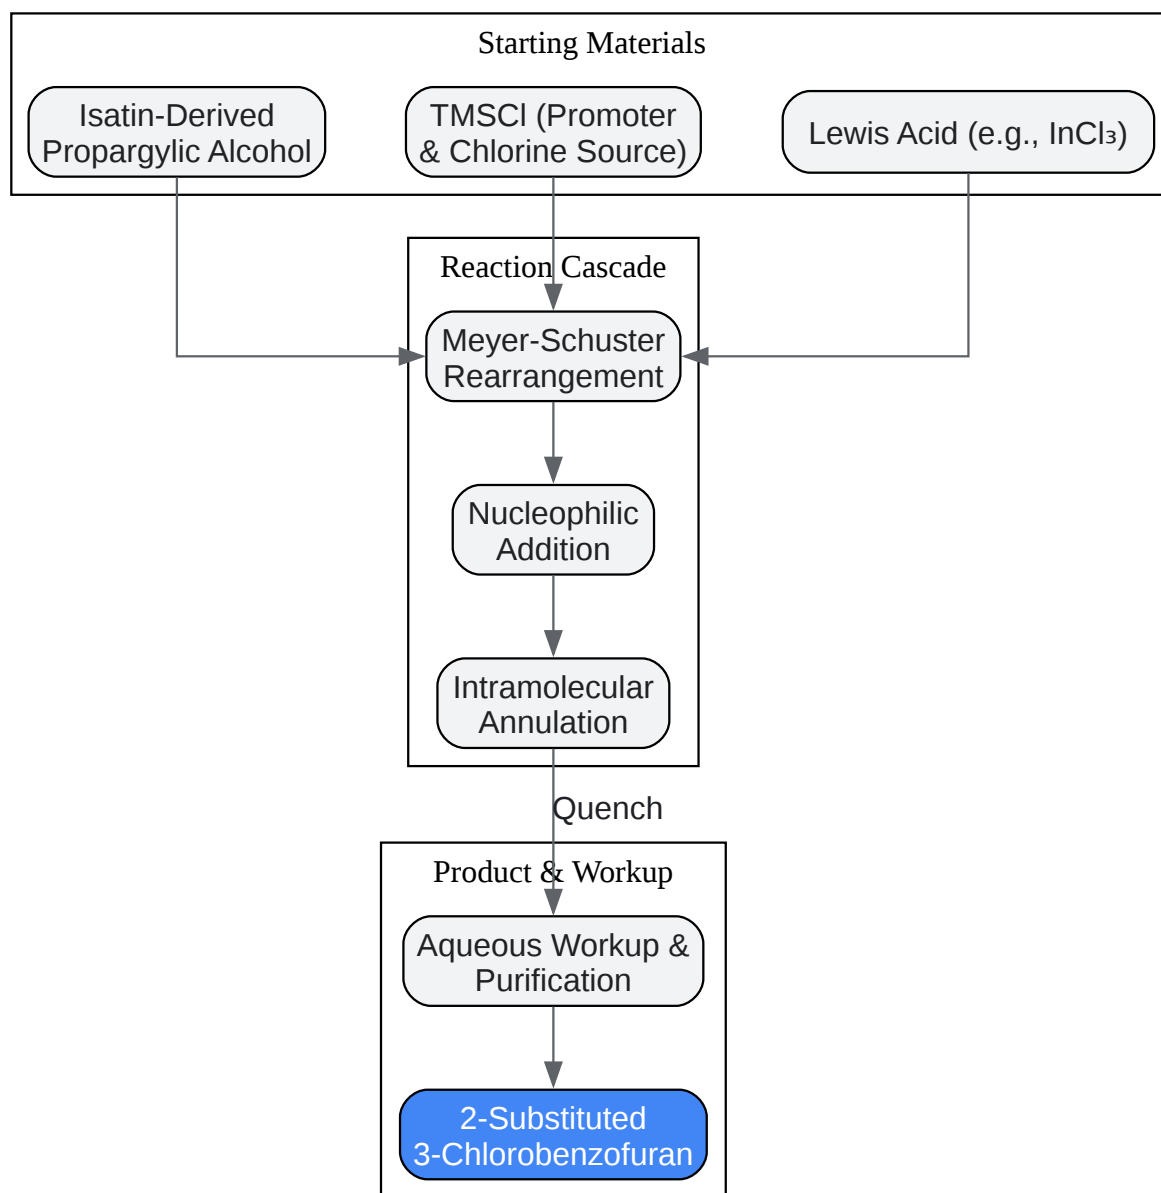 Starting Materials
Isatin-Derived
Propargylic Alcohol
TMSCl (Promoter
& Chlorine Source)
Lewis Acid (e.g., InCl₃)
Reaction Cascade
Meyer-Schuster
Rearrangement
Nucleophilic
Addition
Intramolecular
Annulation
Quench
Product & Workup
Aqueous Workup &
Purification
2-Substituted
3-Chlorobenzofuran